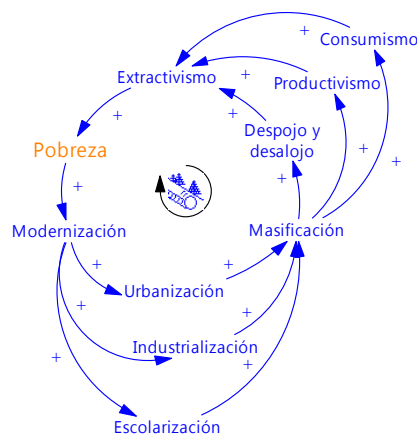 Consumismo
+
Extractivismo
+
Productivismo
+
+
Despojo y
desalojo
Pobreza
+
+
+
+
Modernización
Masificación
+
+
Urbanización
+
+
Industrialización
+
+
Escolarización